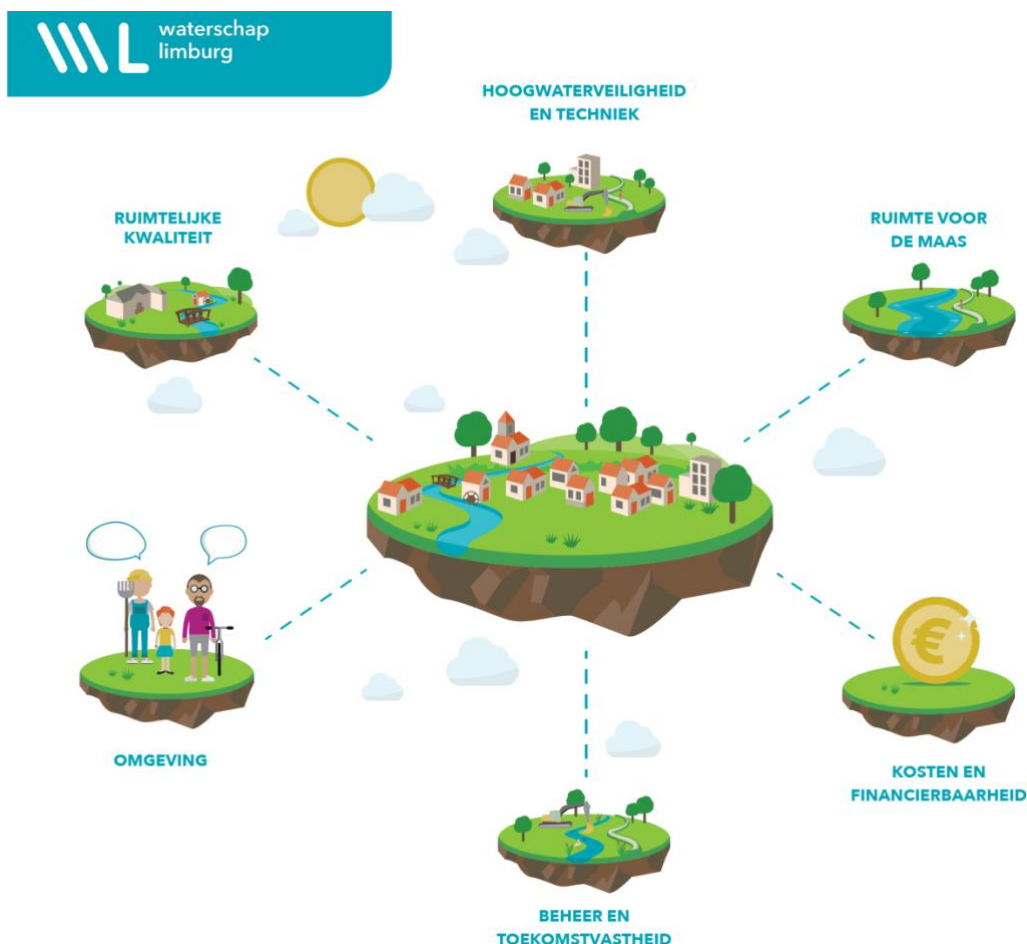 waterschap
limburg
HOOGWATERVEILIGHEID
EN TECHNIEK
RUIMTELIJKE
KWALITEIT
RUIMTE VOOR
DE MAAS
€
OMGEVING
KOSTEN EN
FINANCIERBAARHEID
BEHEER EN
TOEKOMSTVASTHEID